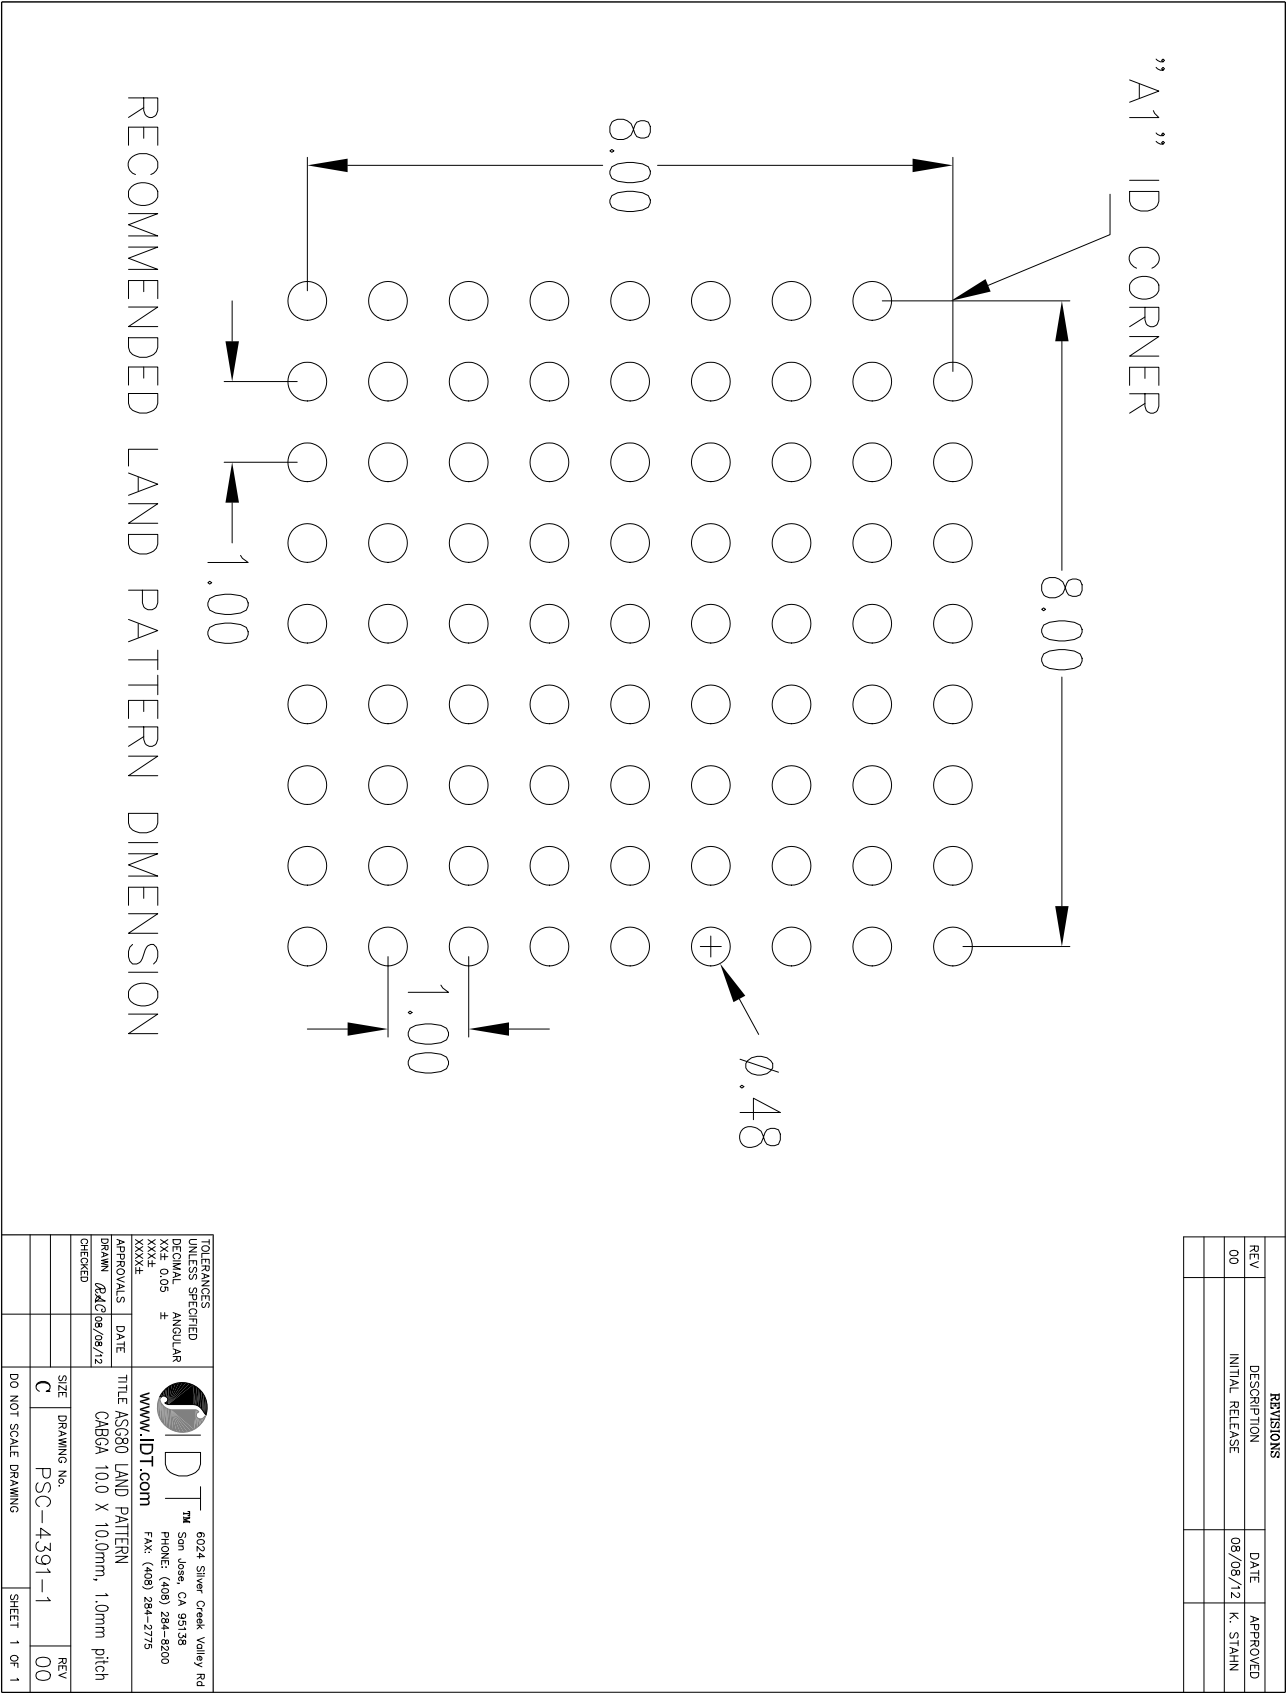 "A1" ID CORNER
8.00
8.00
1.00
1.00
Ø.48
RECOMMENDED LAND PATTERN DIMENSION
REVISIONS
REV DESCRIPTION DATE APPROVED
00 INITIAL RELEASE 08/08/12 K. STAHN
TOLERANCES
UNLESS SPECIFIED
DECIMAL ANGULAR
XX± 0.05 ±
XXX±
XXXX±
APPROVALS DATE
DRAWN RAC 08/08/12
CHECKED
IDT™
www.IDT.com
6024 Silver Creek Valley Rd
San Jose, CA 95138
PHONE: (408) 284-8200
FAX: (408) 284-2775
TITLE ASG80 LAND PATTERN
CABGA 10.0 X 10.0mm, 1.0mm pitch
SIZE DRAWING No. REV
C PSC-4391-1 00
DO NOT SCALE DRAWING SHEET 1 OF 1